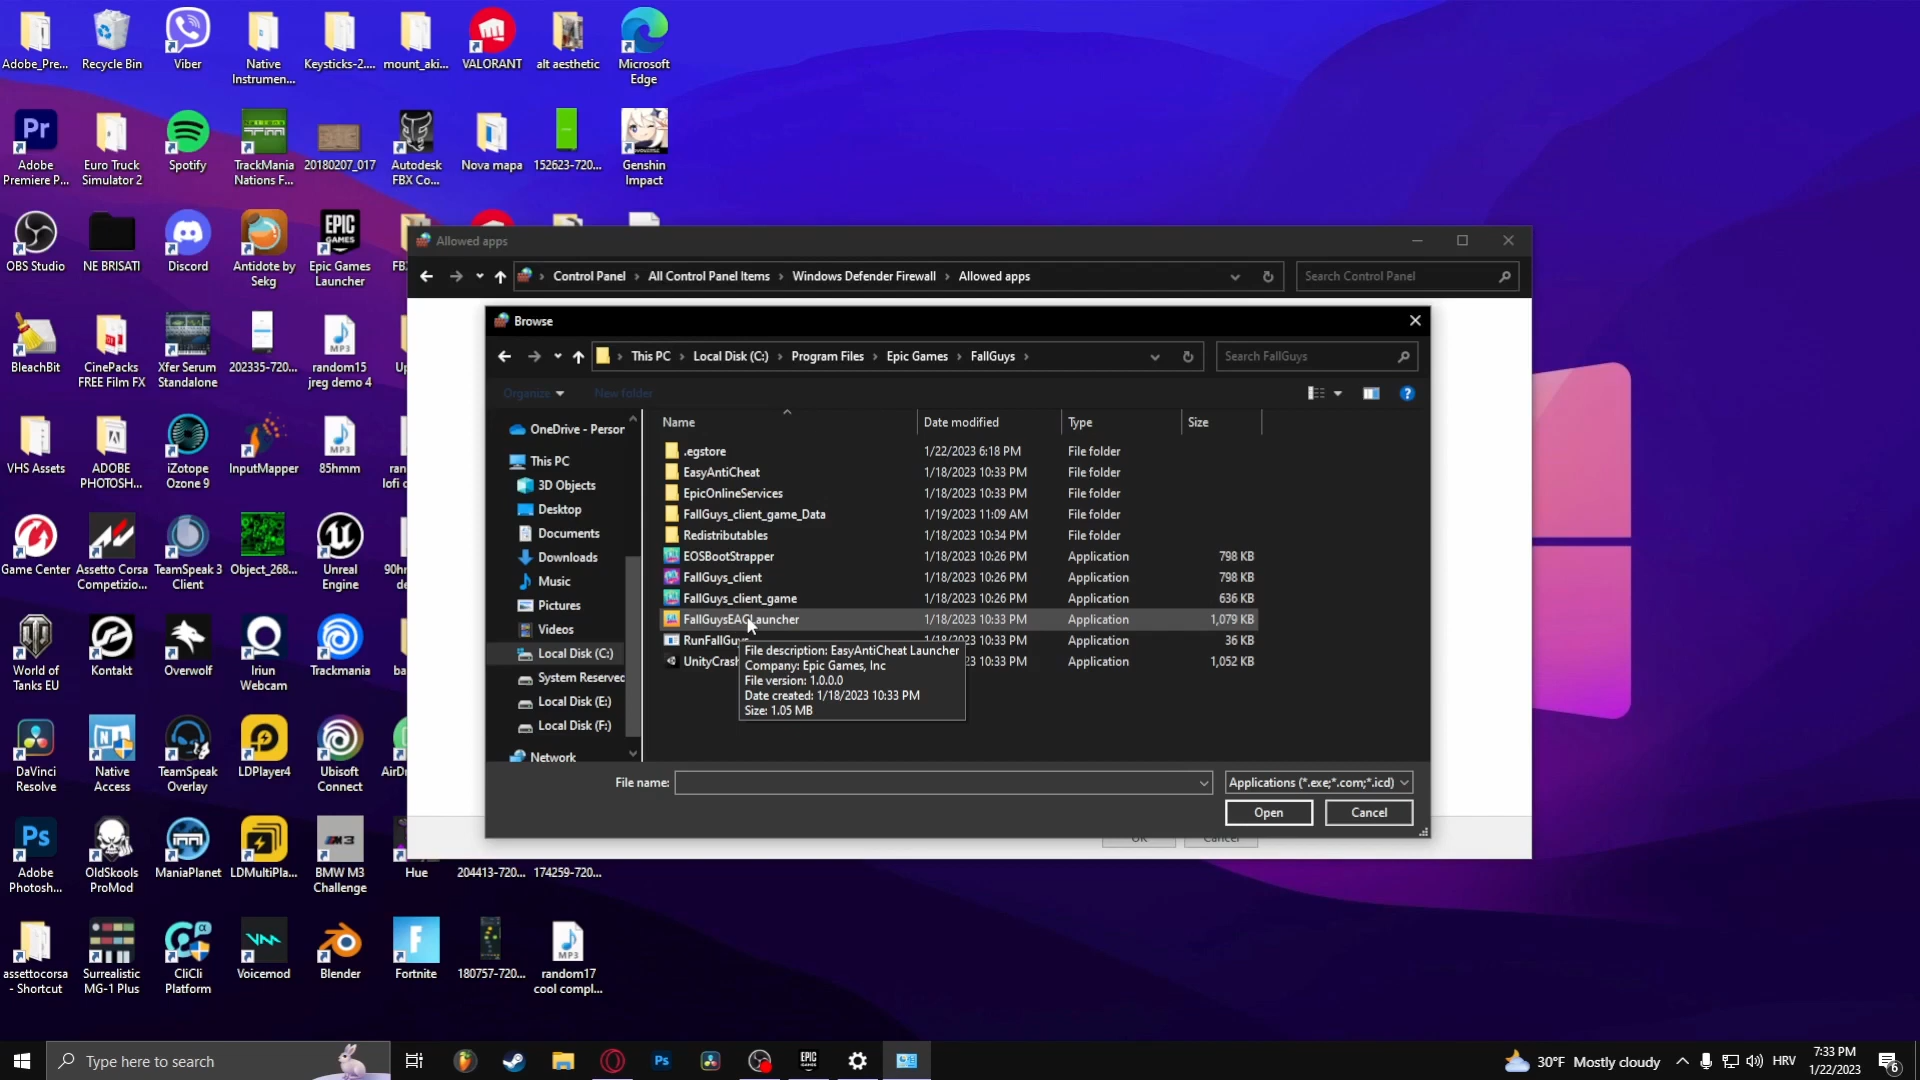 Adobe_Pre...
Recycle Bin
Viber
Native
Instrumen...
Keysticks-2....
mount_aki...
VALORANT
alt aesthetic
Microsoft
Edge
Adobe
Premiere P...
Euro Truck
Simulator 2
Spotify
TrackMania
Nations F...
20180207_017
Autodesk
FBX Co...
Nova mapa
152623-720...
Genshin
Impact
OBS Studio
NE BRISATI
Discord
Antidote by
Sekg
Epic Games
Launcher
BleachBit
CinePacks
FREE Film FX
Xfer Serum
Standalone
202335-720...
random15
jreg demo 4
VHS Assets
ADOBE
PHOTOSH...
iZotope
Ozone 9
InputMapper
85hmm
Game Center
Assetto Corsa
Competizio...
TeamSpeak 3
Client
Object_268...
Unreal
Engine
World of
Tanks EU
Kontakt
Overwolf
Iriun
Webcam
Trackmania
DaVinci
Resolve
Native
Access
TeamSpeak
Overlay
LDPlayer4
Ubisoft
Connect
Adobe
Photosh...
OldSkools
ProMod
ManiaPlanet
LDMultiPla...
BMW M3
Challenge
Hue
204413-720...
174259-720...
assettocorsa
- Shortcut
Surrealistic
MG-1 Plus
CliCli
Platform
Voicemod
Blender
Fortnite
180757-720...
random17
cool compl...
Allowed apps
Control Panel > All Control Panel Items > Windows Defender Firewall > Allowed apps
Search Control Panel
Browse
This PC > Local Disk (C:) > Program Files > Epic Games > FallGuys >
Search FallGuys
Organize
New folder
OneDrive - Person
This PC
3D Objects
Desktop
Documents
Downloads
Music
Pictures
Videos
Local Disk (C:)
System Reserved
Local Disk (E:)
Local Disk (F:)
Network
Name Date modified Type Size
.egstore 1/22/2023 6:18 PM File folder
EasyAntiCheat 1/18/2023 10:33 PM File folder
EpicOnlineServices 1/18/2023 10:33 PM File folder
FallGuys_client_game_Data 1/19/2023 11:09 AM File folder
Redistributables 1/18/2023 10:34 PM File folder
EOSBootStrapper 1/18/2023 10:26 PM Application 798 KB
FallGuys_client 1/18/2023 10:26 PM Application 798 KB
FallGuys_client_game 1/18/2023 10:26 PM Application 636 KB
FallGuysEACLauncher 1/18/2023 10:33 PM Application 1,079 KB
RunFallGuys 1/18/2023 10:33 PM Application 36 KB
UnityCrash 23 10:33 PM Application 1,052 KB
File description: EasyAntiCheat Launcher
Company: Epic Games, Inc
File version: 1.0.0.0
Date created: 1/18/2023 10:33 PM
Size: 1.05 MB
File name:
Applications (*.exe;*.com;*.icd)
Open
Cancel
OK
Cancel
Type here to search
30°F Mostly cloudy
HRV
7:33 PM
1/22/2023
6